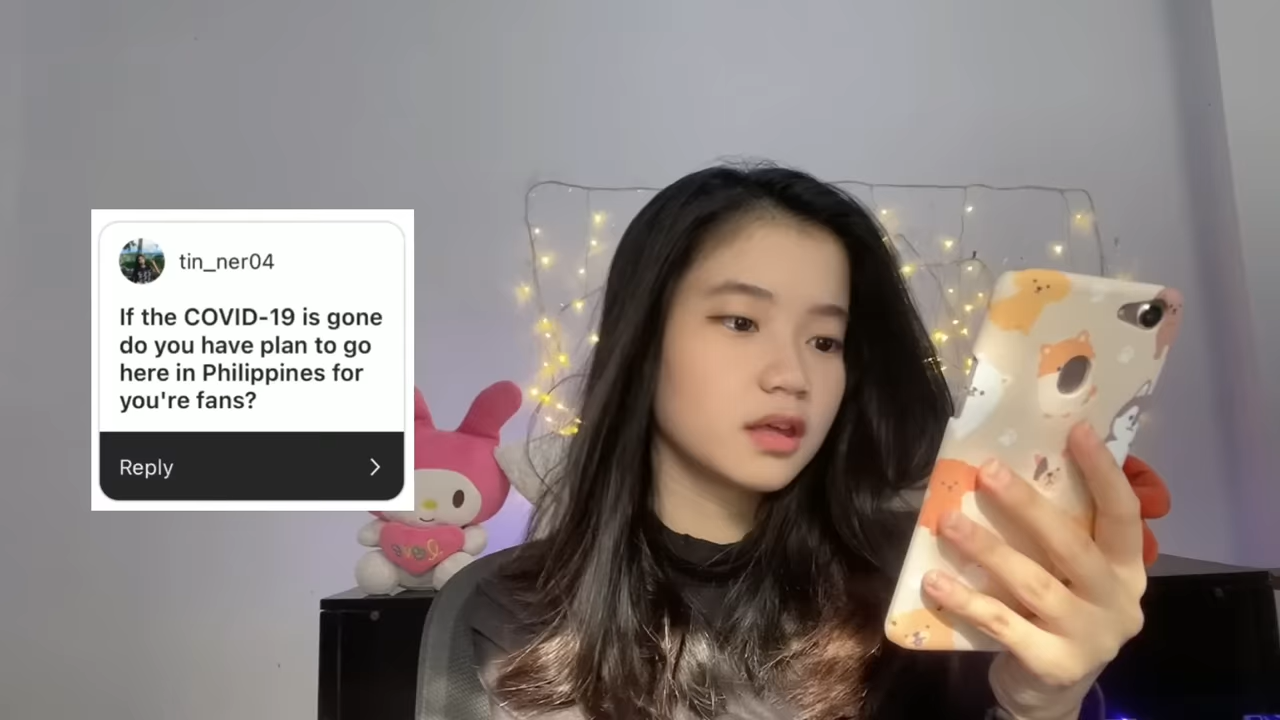 tin_ner04
If the COVID-19 is gone
do you have plan to go
here in Philippines for
you're fans?
Reply